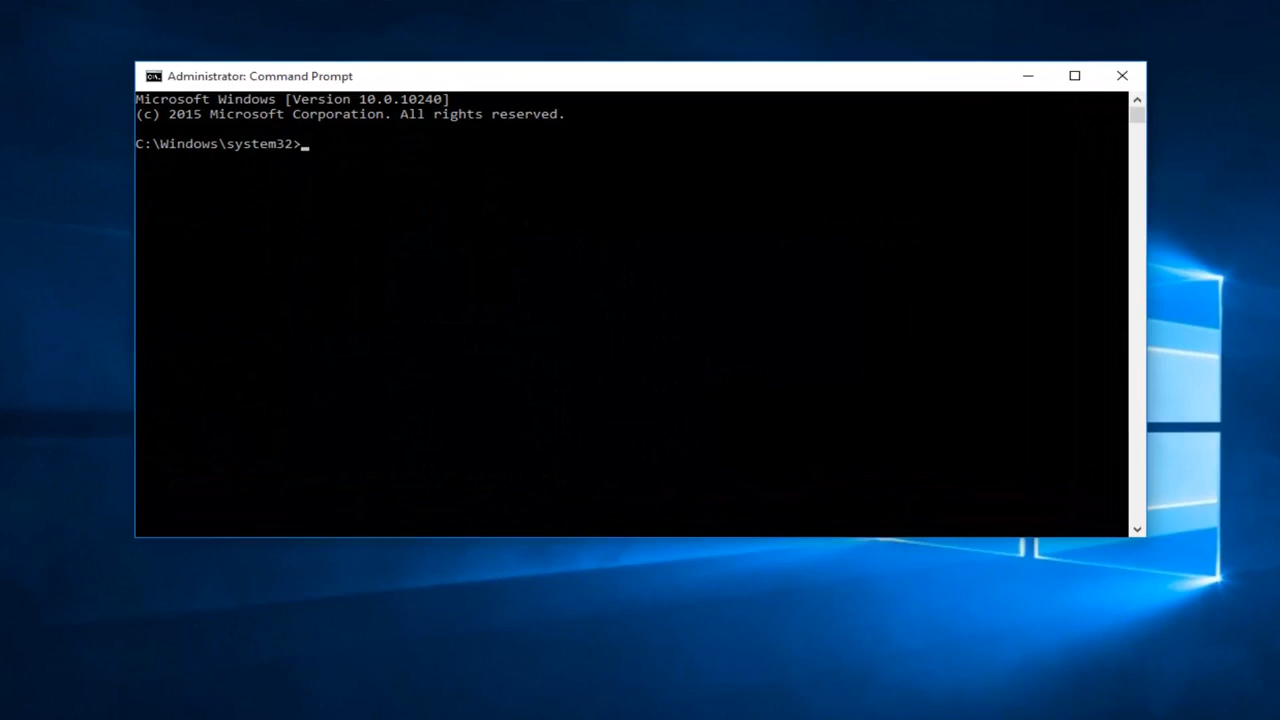 Administrator: Command Prompt
Microsoft Windows [Version 10.0.10240]
(c) 2015 Microsoft Corporation. All rights reserved.
C:\Windows\system32>_